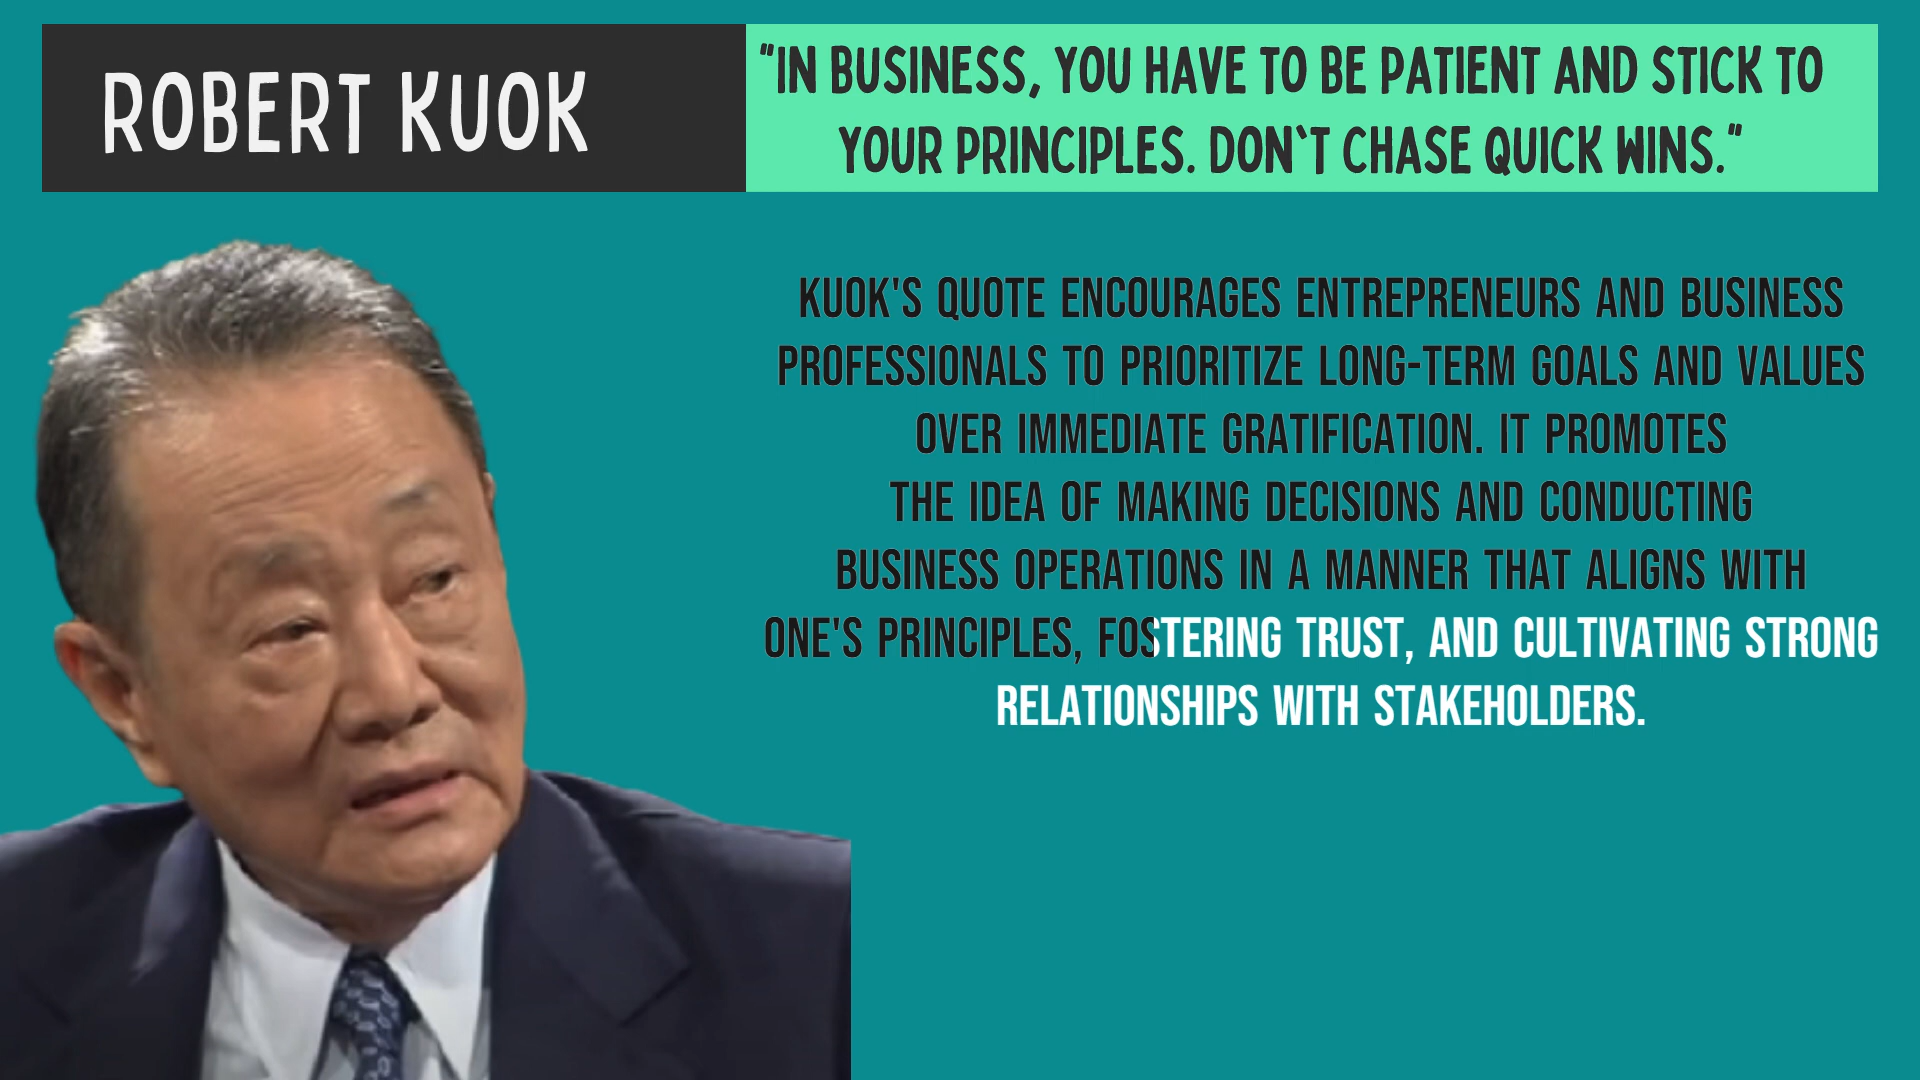 ROBERT KUOK
"IN BUSINESS, YOU HAVE TO BE PATIENT AND STICK TO
YOUR PRINCIPLES. DON`T CHASE QUICK WINS."
KUOK'S QUOTE ENCOURAGES ENTREPRENEURS AND BUSINESS
PROFESSIONALS TO PRIORITIZE LONG-TERM GOALS AND VALUES
OVER IMMEDIATE GRATIFICATION. IT PROMOTES
THE IDEA OF MAKING DECISIONS AND CONDUCTING
BUSINESS OPERATIONS IN A MANNER THAT ALIGNS WITH
ONE'S PRINCIPLES, FOSTERING TRUST, AND CULTIVATING STRONG
RELATIONSHIPS WITH STAKEHOLDERS.